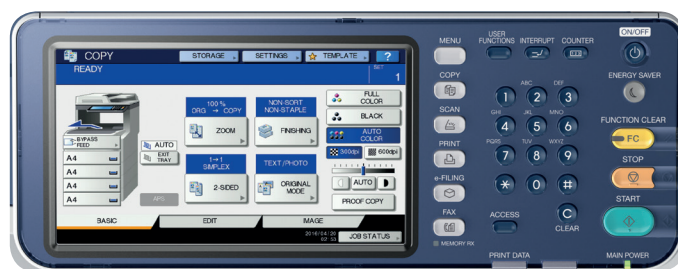 COPY
STORAGE
SETTINGS
TEMPLATE
?
READY
SET
1
100 %
ORG → COPY
ZOOM
NON-SORT
NON-STAPLE
FINISHING
FULL
COLOR
BLACK
AUTO
COLOR
300dpi
600dpi
BYPASS
FEED
A4
A4
A4
A4
AUTO
EXIT
TRAY
APS
1→1
SIMPLEX
2-SIDED
TEXT/PHOTO
ORIGINAL
MODE
AUTO
PROOF COPY
BASIC
EDIT
IMAGE
2016/04/20
02:53
JOB STATUS
MENU
COPY
SCAN
PRINT
e-FILING
FAX
MEMORY RX
USER
FUNCTIONS
INTERRUPT
COUNTER
ABC
DEF
1
2
3
GHI
JKL
MNO
4
5
6
PQRS
TUV
WXYZ
7
8
9
*
0
#
ACCESS
C
CLEAR
PRINT DATA
ON/OFF
ENERGY SAVER
FUNCTION CLEAR
FC
STOP
START
MAIN POWER